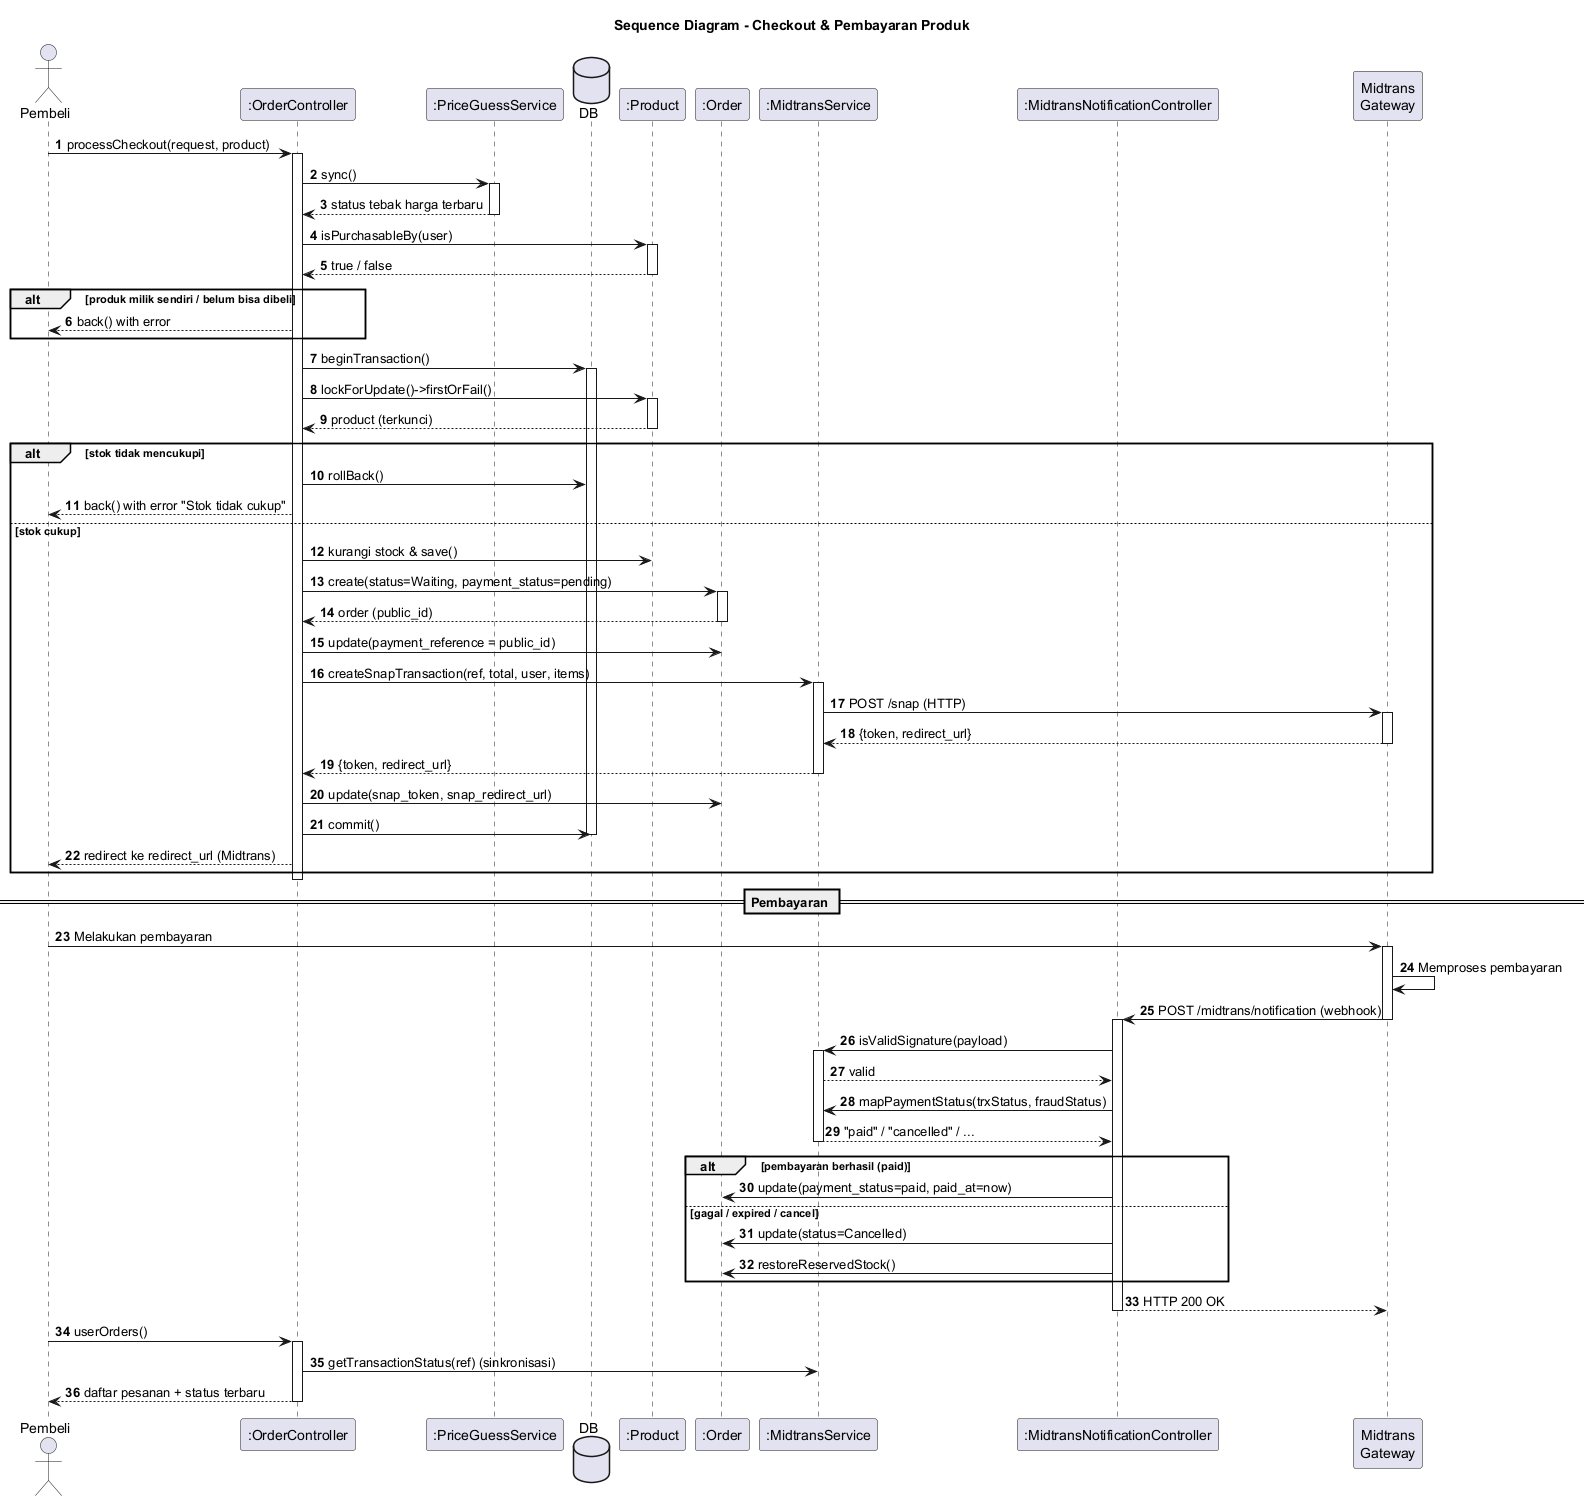 Sequence Diagram - Checkout & Pembayaran Produk
Pembeli
:OrderController
:PriceGuessService
DB
:Product
:Order
:MidtransService
:MidtransNotificationController
Midtrans
Gateway
1 processCheckout(request, product)
2 sync()
3 status tebak harga terbaru
4 isPurchasableBy(user)
5 true / false
alt [produk milik sendiri / belum bisa dibeli]
6 back() with error
7 beginTransaction()
8 lockForUpdate()->firstOrFail()
9 product (terkunci)
alt [stok tidak mencukupi]
10 rollBack()
11 back() with error "Stok tidak cukup"
[stok cukup]
12 kurangi stock & save()
13 create(status=Waiting, payment_status=pending)
14 order (public_id)
15 update(payment_reference = public_id)
16 createSnapTransaction(ref, total, user, items)
17 POST /snap (HTTP)
18 {token, redirect_url}
19 {token, redirect_url}
20 update(snap_token, snap_redirect_url)
21 commit()
22 redirect ke redirect_url (Midtrans)
Pembayaran
23 Melakukan pembayaran
24 Memproses pembayaran
25 POST /midtrans/notification (webhook)
26 isValidSignature(payload)
27 valid
28 mapPaymentStatus(trxStatus, fraudStatus)
29 "paid" / "cancelled" / ...
alt [pembayaran berhasil (paid)]
30 update(payment_status=paid, paid_at=now)
[gagal / expired / cancel]
31 update(status=Cancelled)
32 restoreReservedStock()
33 HTTP 200 OK
34 userOrders()
35 getTransactionStatus(ref) (sinkronisasi)
36 daftar pesanan + status terbaru
Pembeli
:OrderController
:PriceGuessService
DB
:Product
:Order
:MidtransService
:MidtransNotificationController
Midtrans
Gateway